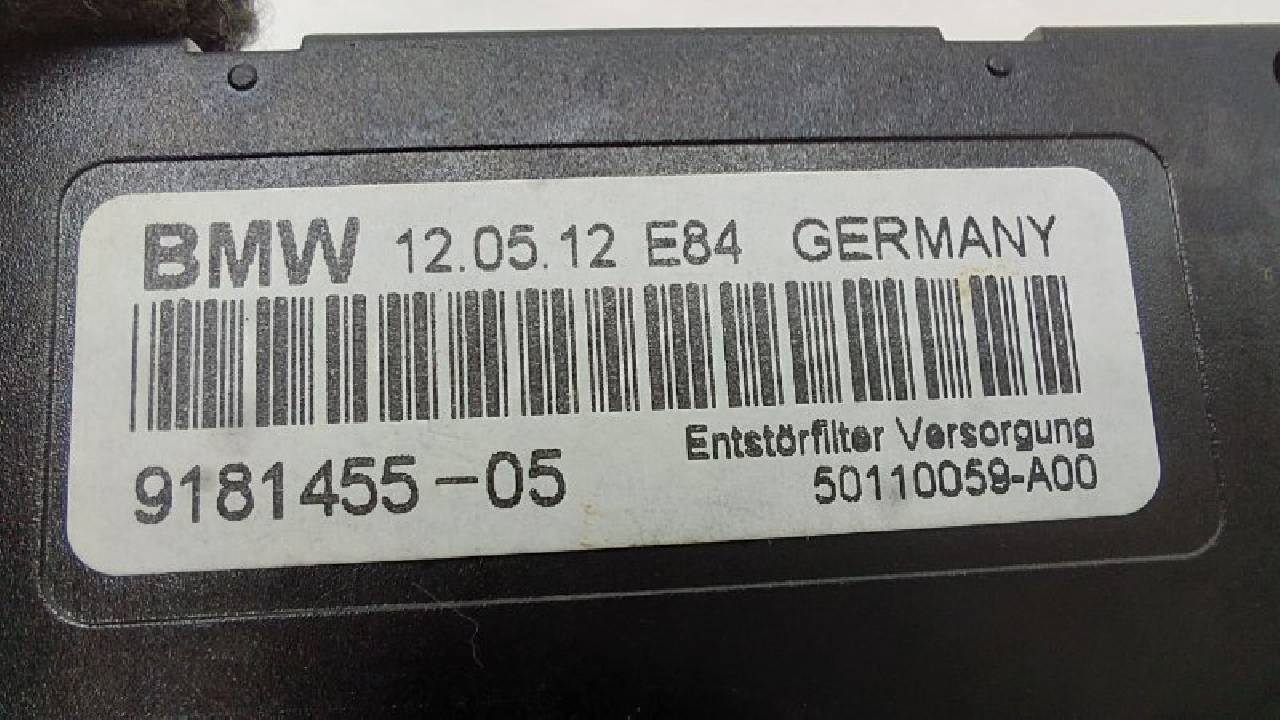 BMW 12.05.12 E84 GERMANY
9181455-05
Entstörfilter Versorgung
50110059-A00